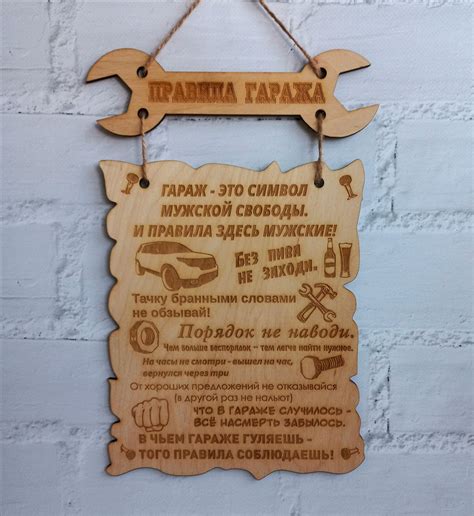 ПРАВИЛА ГАРАЖА
ГАРАЖ - ЭТО СИМВОЛ
МУЖСКОЙ СВОБОДЫ.
И ПРАВИЛА ЗДЕСЬ МУЖСКИЕ!
БЕЗ ПИВА
НЕ ЗАХОДИ.
Тачку бранными словами
не обзывай!
Порядок не наводи.
Чем больше беспорядок - тем легче найти нужное.
На часы не смотри - вышел на час,
вернулся через три
От хороших предложений не отказывайся
(в другой раз не нальют)
ЧТО В ГАРАЖЕ СЛУЧИЛОСЬ -
ВСЁ НАСМЕРТЬ ЗАБЫЛОСЬ.
В ЧЬЕМ ГАРАЖЕ ГУЛЯЕШЬ -
ТОГО ПРАВИЛА СОБЛЮДАЕШЬ!